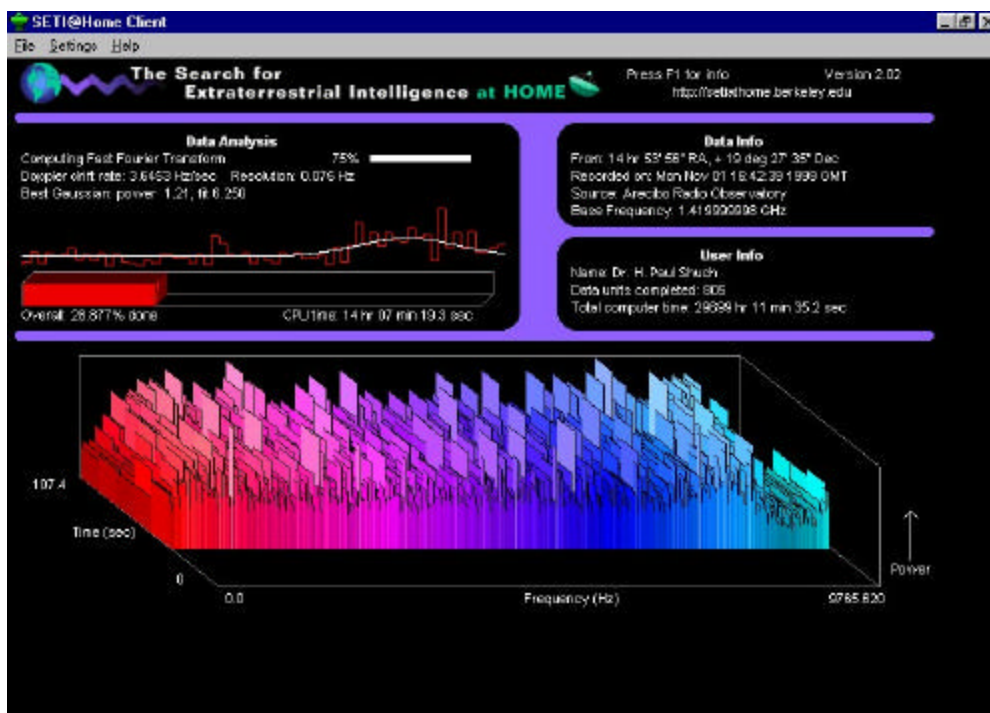 SETI@Home Client
File Settings Help
The Search for
Extraterrestrial Intelligence at HOME
Press F1 for info Version 2.02
http://setiathome.berkeley.edu
Data Analysis
Computing Fast Fourier Transform 75%
Doppler drift rate: 3.6453 Hz/sec Resolution: 0.076 Hz
Best Gaussian: power 1.21, fit 6.250
Overall: 28.877% done CPU time: 14 hr 07 min 19.3 sec
Data Info
From: 14 hr 53' 56" RA, + 19 deg 27' 35" Dec
Recorded on: Mon Nov 01 16:42:39 1999 GMT
Source: Arecibo Radio Observatory
Base Frequency: 1.419999998 GHz
User Info
Name: Dr. H. Paul Shuch
Data units completed: 805
Total computer time: 29699 hr 11 min 35.2 sec
107.4
Time (sec)
0
0.0
Frequency (Hz)
9765.620
Power